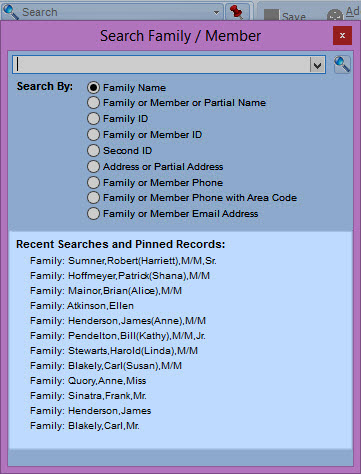 Search
Save
Ad
Search Family / Member
x
Search By:
Family Name
Family or Member or Partial Name
Family ID
Family or Member ID
Second ID
Address or Partial Address
Family or Member Phone
Family or Member Phone with Area Code
Family or Member Email Address
Recent Searches and Pinned Records:
Family: Sumner,Robert(Harriett),M/M,Sr.
Family: Hoffmeyer,Patrick(Shana),M/M
Family: Mainor,Brian(Alice),M/M
Family: Atkinson,Ellen
Family: Henderson,James(Anne),M/M
Family: Pendelton,Bill(Kathy),M/M,Jr.
Family: Stewarts,Harold(Linda),M/M
Family: Blakely,Carl(Susan),M/M
Family: Quory,Anne,Miss
Family: Sinatra,Frank,Mr.
Family: Henderson,James
Family: Blakely,Carl,Mr.